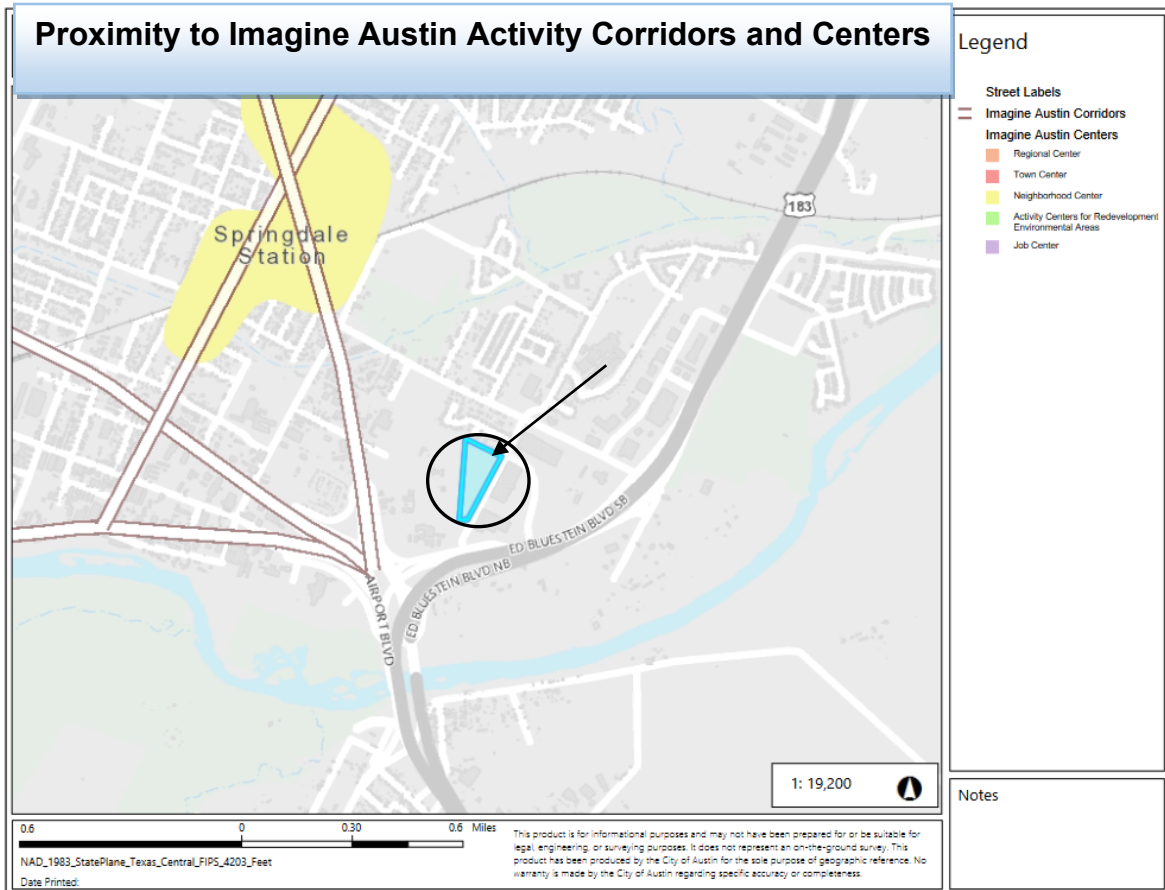 Proximity to Imagine Austin Activity Corridors and Centers
Legend
Street Labels
Imagine Austin Corridors
Imagine Austin Centers
Regional Center
Town Center
Neighborhood Center
Activity Centers for Redevelopment
Environmental Areas
Job Center
183
Springdale
Station
ED BLUESTEIN BLVD SB
ED BLUESTEIN BLVD NB
AIRPORT BLVD
1: 19,200
Notes
0.6 0 0.30 0.6 Miles
NAD_1983_StatePlane_Texas_Central_FIPS_4203_Feet
Date Printed:
This product is for informational purposes and may not have been prepared for or be suitable for
legal, engineering, or surveying purposes. It does not represent an on-the-ground survey. This
product has been produced by the City of Austin for the sole purpose of geographic reference. No
warranty is made by the City of Austin regarding specific accuracy or completeness.